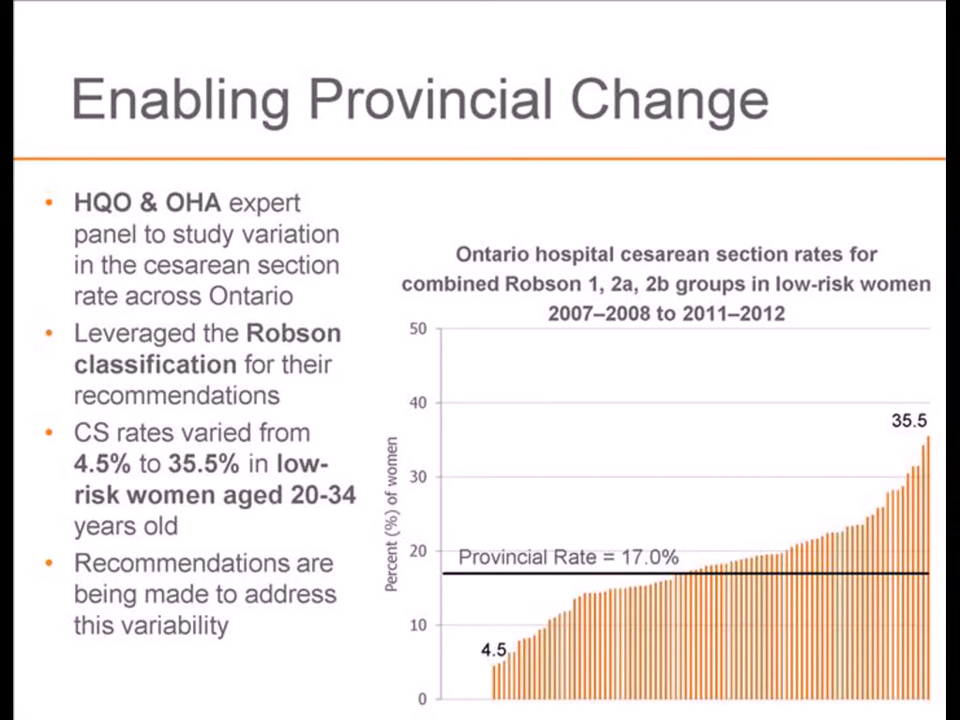 Enabling Provincial Change
• HQO & OHA expert
panel to study variation
in the cesarean section
rate across Ontario
• Leveraged the Robson
classification for their
recommendations
• CS rates varied from
4.5% to 35.5% in low-
risk women aged 20-34
years old
• Recommendations are
being made to address
this variability
Ontario hospital cesarean section rates for
combined Robson 1, 2a, 2b groups in low-risk women
2007–2008 to 2011–2012
Percent (%) of women
50
40
30
20
10
0
35.5
Provincial Rate = 17.0%
4.5